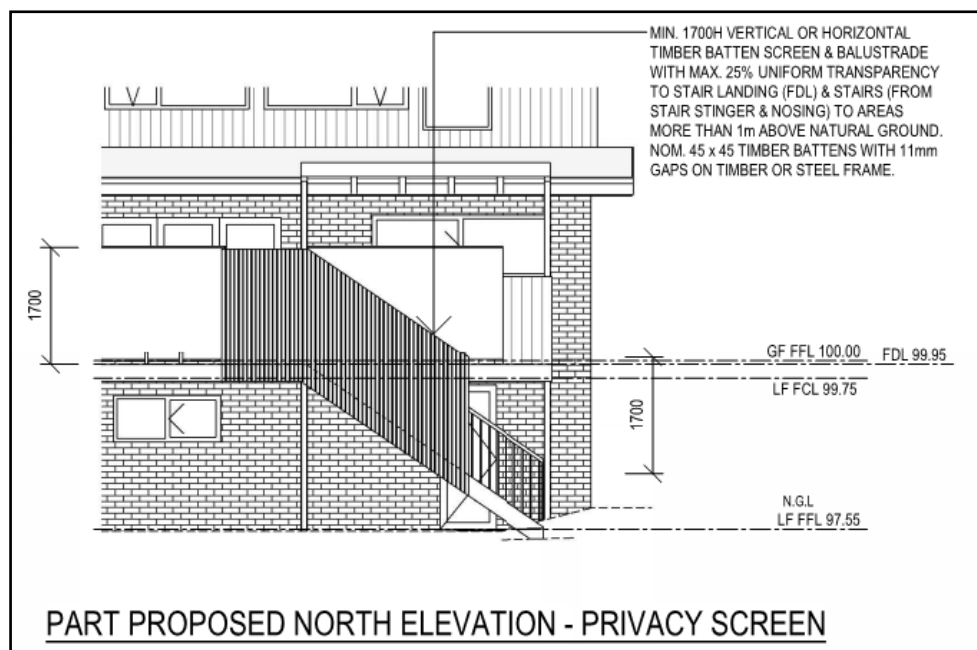 MIN. 1700H VERTICAL OR HORIZONTAL
TIMBER BATTEN SCREEN & BALUSTRADE
WITH MAX. 25% UNIFORM TRANSPARENCY
TO STAIR LANDING (FDL) & STAIRS (FROM
STAIR STINGER & NOSING) TO AREAS
MORE THAN 1m ABOVE NATURAL GROUND.
NOM. 45 x 45 TIMBER BATTENS WITH 11mm
GAPS ON TIMBER OR STEEL FRAME.
1700
GF FFL 100.00
FDL 99.95
LF FCL 99.75
1700
N.G.L
LF FFL 97.55
PART PROPOSED NORTH ELEVATION - PRIVACY SCREEN